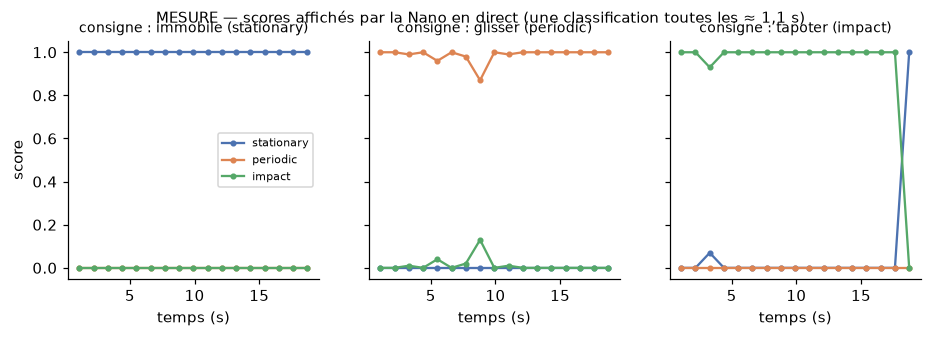 MESURE — scores affichés par la Nano en direct (une classification toutes les ≈ 1,1 s)
consigne : immobile (stationary)
consigne : glisser (periodic)
consigne : tapoter (impact)
score
1.0
0.8
0.6
0.4
0.2
0.0
stationary
periodic
impact
5 10 15
5 10 15
5 10 15
temps (s)
temps (s)
temps (s)